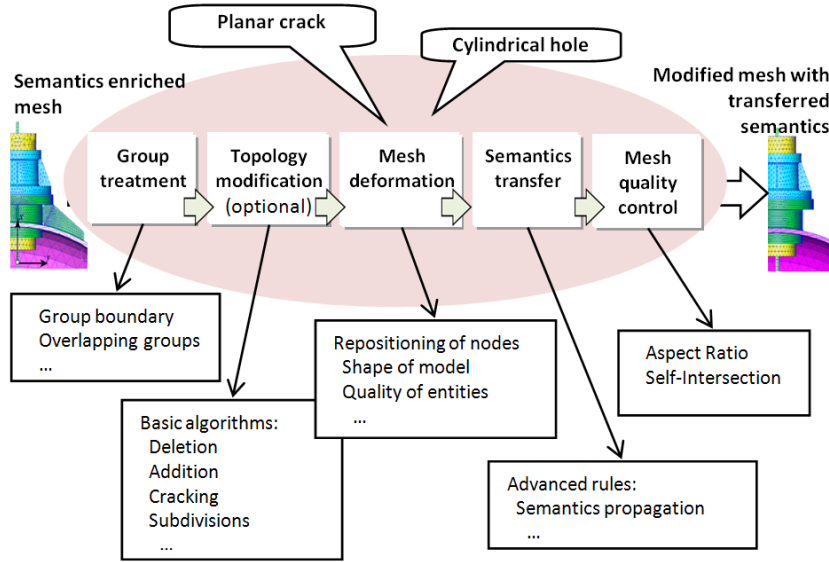 Planar crack
Cylindrical hole
Semantics enriched
mesh
Modified mesh with
transferred
semantics
Group
treatment
Topology
modification
(optional)
Mesh
deformation
Semantics
transfer
Mesh
quality
control
Group boundary
Overlapping groups
...
Basic algorithms:
Deletion
Addition
Cracking
Subdivisions
...
Repositioning of nodes
Shape of model
Quality of entities
...
Advanced rules:
Semantics propagation
...
Aspect Ratio
Self-Intersection